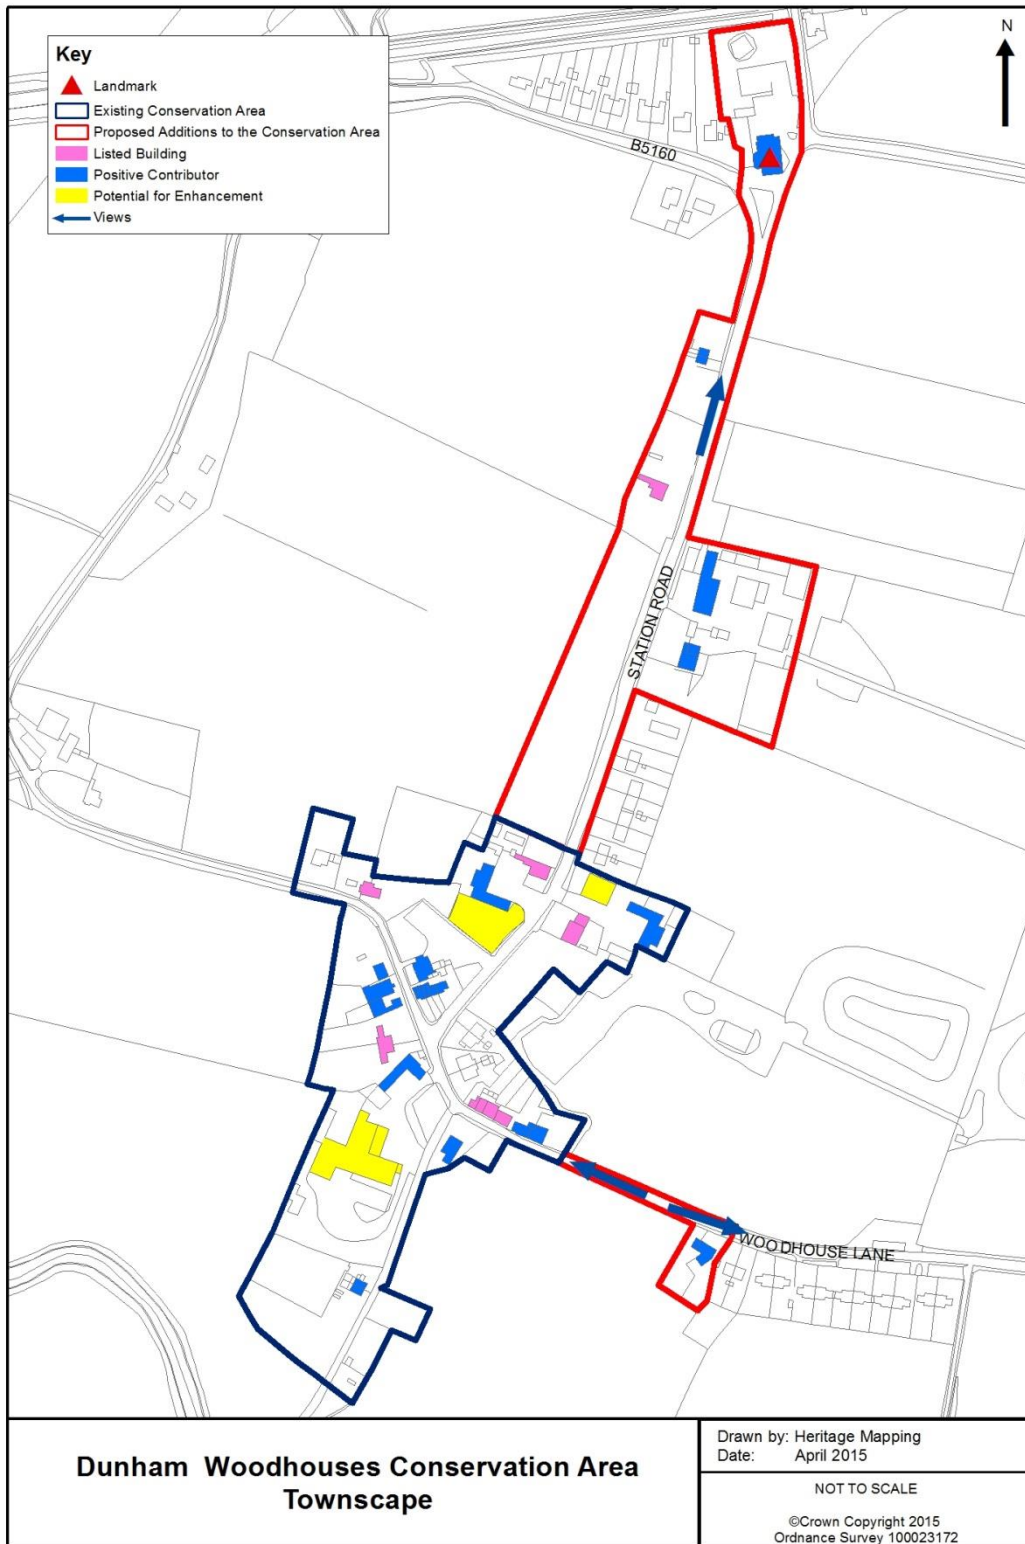 Key
Landmark
Existing Conservation Area
Proposed Additions to the Conservation Area
Listed Building
Positive Contributor
Potential for Enhancement
Views
N
B5160
STATION ROAD
WOODHOUSE LANE
Dunham Woodhouses Conservation Area
Townscape
Drawn by: Heritage Mapping
Date: April 2015
NOT TO SCALE
©Crown Copyright 2015
Ordnance Survey 100023172